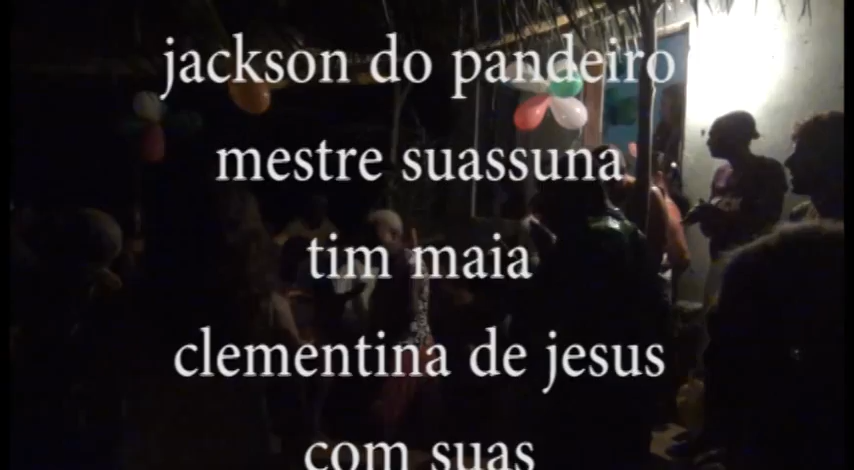 jackson do pandeiro
mestre suassuna
tim maia
clementina de jesus
com suas